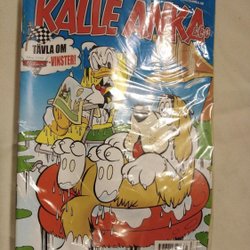 KALLE ANKA
& C:o
TÄVLA OM
-VINSTER!